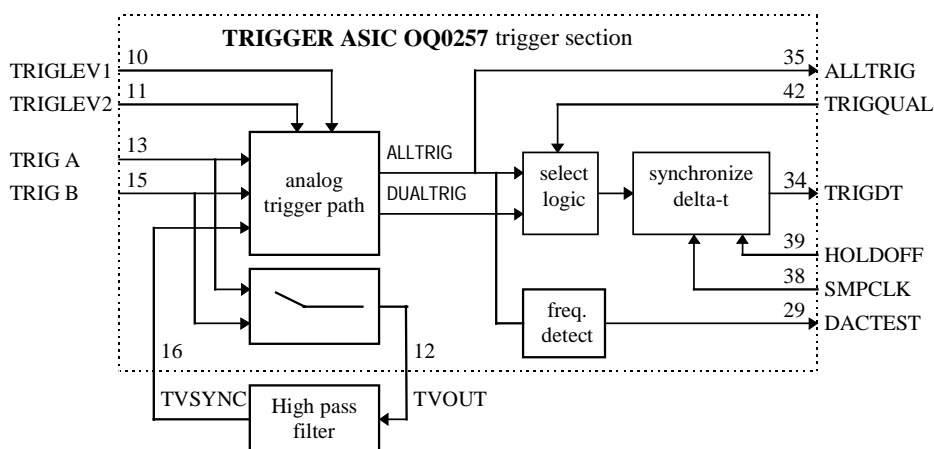 TRIGGER ASIC OQ0257 trigger section
TRIGLEV1
10
TRIGLEV2
11
TRIG A
13
TRIG B
15
analog
trigger path
ALLTRIG
DUALTRIG
select
logic
synchronize
delta-t
35
ALLTRIG
42
TRIGQUAL
34
TRIGDT
39
HOLDOFF
38
SMPCLK
29
DACTEST
freq.
detect
16
12
TVSYNC
TVOUT
High pass
filter